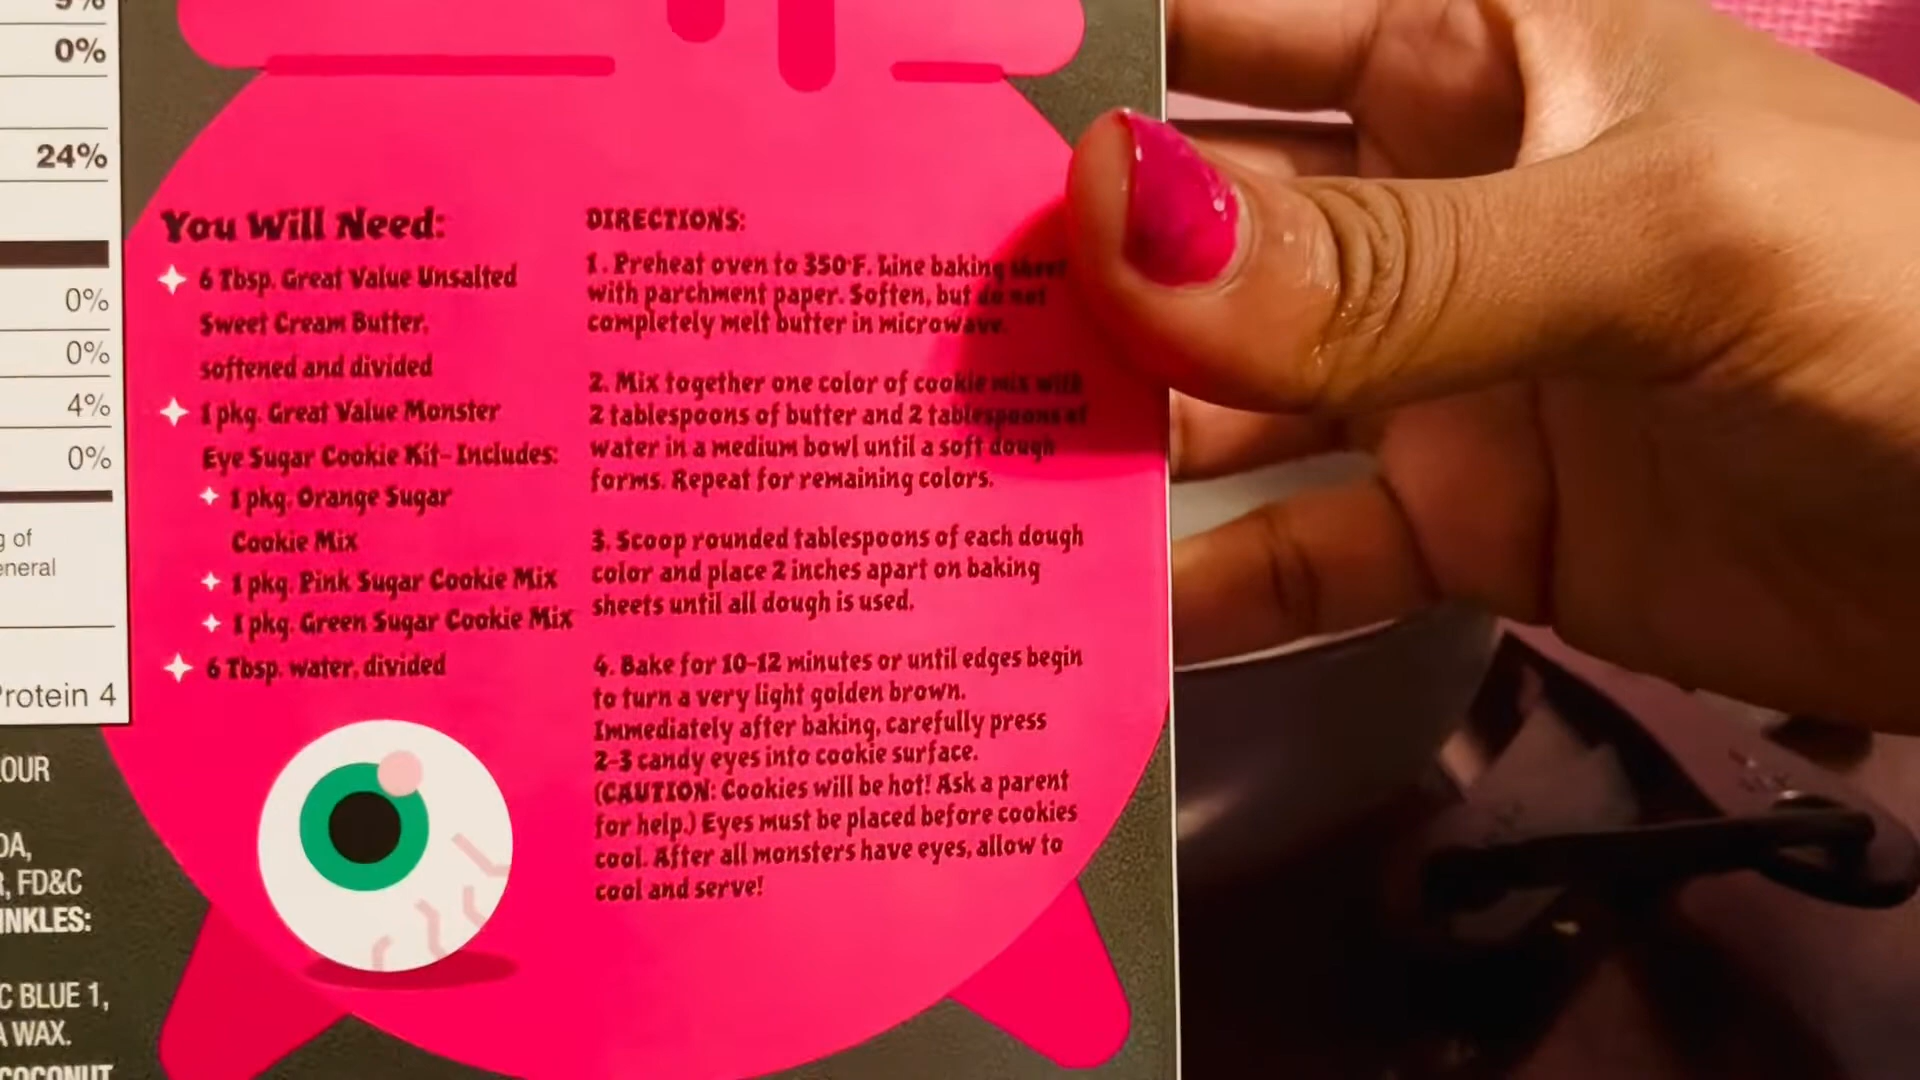 9%
0%
24%
0%
0%
4%
0%
g of
eneral
Protein 4
OUR
DA,
R, FD&C
INKLES:
C BLUE 1,
A WAX.
COCONUT
You Will Need:
6 Tbsp. Great Value Unsalted
Sweet Cream Butter,
softened and divided
1 pkg. Great Value Monster
Eye Sugar Cookie Kit- Includes:
1 pkg. Orange Sugar
Cookie Mix
1 pkg. Pink Sugar Cookie Mix
1 pkg. Green Sugar Cookie Mix
6 Tbsp. water, divided
DIRECTIONS:
1. Preheat oven to 350°F. Line baking sheet
with parchment paper. Soften, but do not
completely melt butter in microwave.
2. Mix together one color of cookie mix with
2 tablespoons of butter and 2 tablespoons of
water in a medium bowl until a soft dough
forms. Repeat for remaining colors.
3. Scoop rounded tablespoons of each dough
color and place 2 inches apart on baking
sheets until all dough is used.
4. Bake for 10-12 minutes or until edges begin
to turn a very light golden brown.
Immediately after baking, carefully press
2-3 candy eyes into cookie surface.
(CAUTION: Cookies will be hot! Ask a parent
for help.) Eyes must be placed before cookies
cool. After all monsters have eyes, allow to
cool and serve!